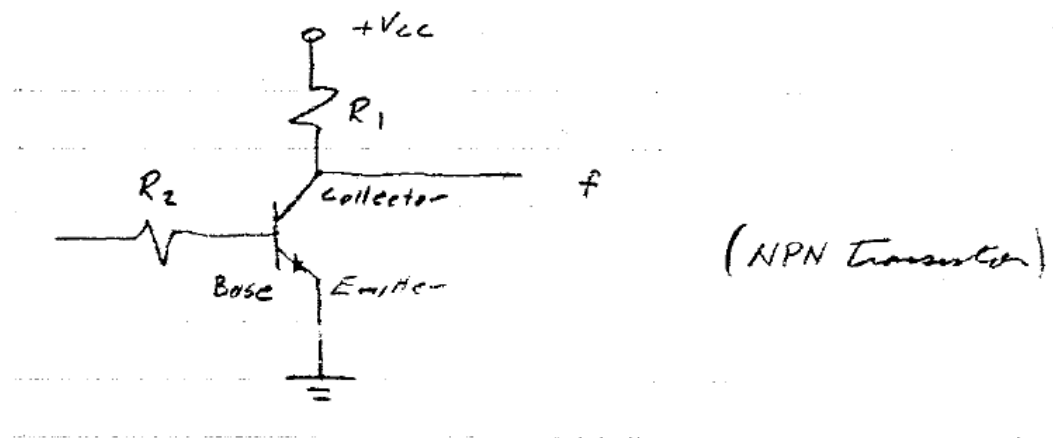 +Vcc
R1
Collector
f
R2
(NPN Transistor)
Base
Emitter